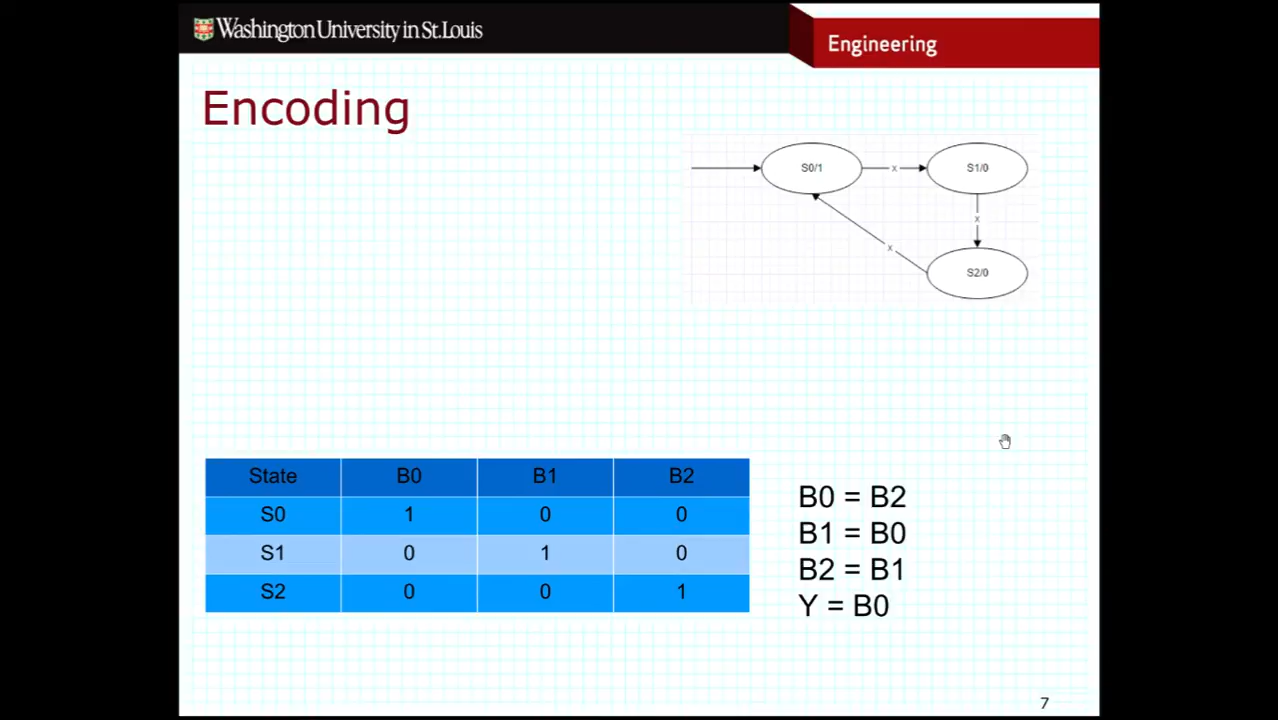 Washington University in St.Louis
Engineering
Encoding
S0/1
x
S1/0
x
x
S2/0
State B0 B1 B2
S0 1 0 0
S1 0 1 0
S2 0 0 1
B0 = B2
B1 = B0
B2 = B1
Y = B0
7